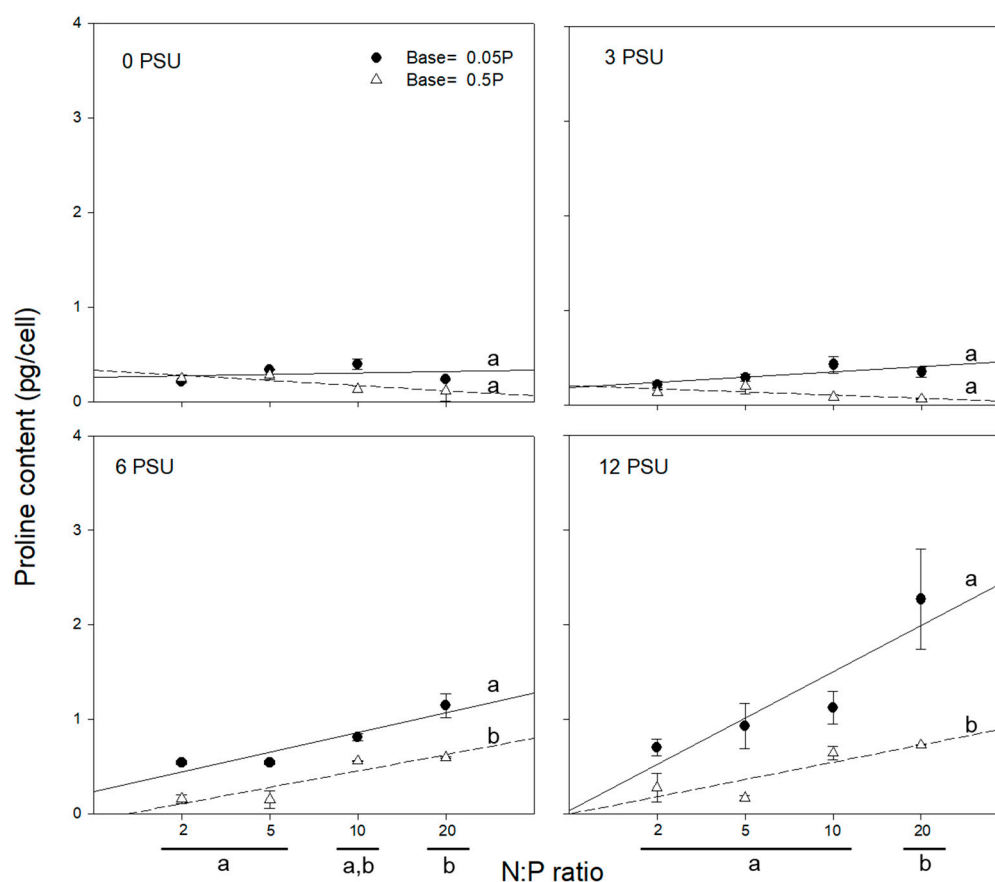 0 PSU
Base= 0.05P
Base= 0.5P
3 PSU
4
3
2
1
0
a
a
a
a
Proline content (pg/cell)
6 PSU
12 PSU
4
3
2
1
0
a
b
a
b
2 5 10 20
2 5 10 20
a a,b b
a b
N:P ratio